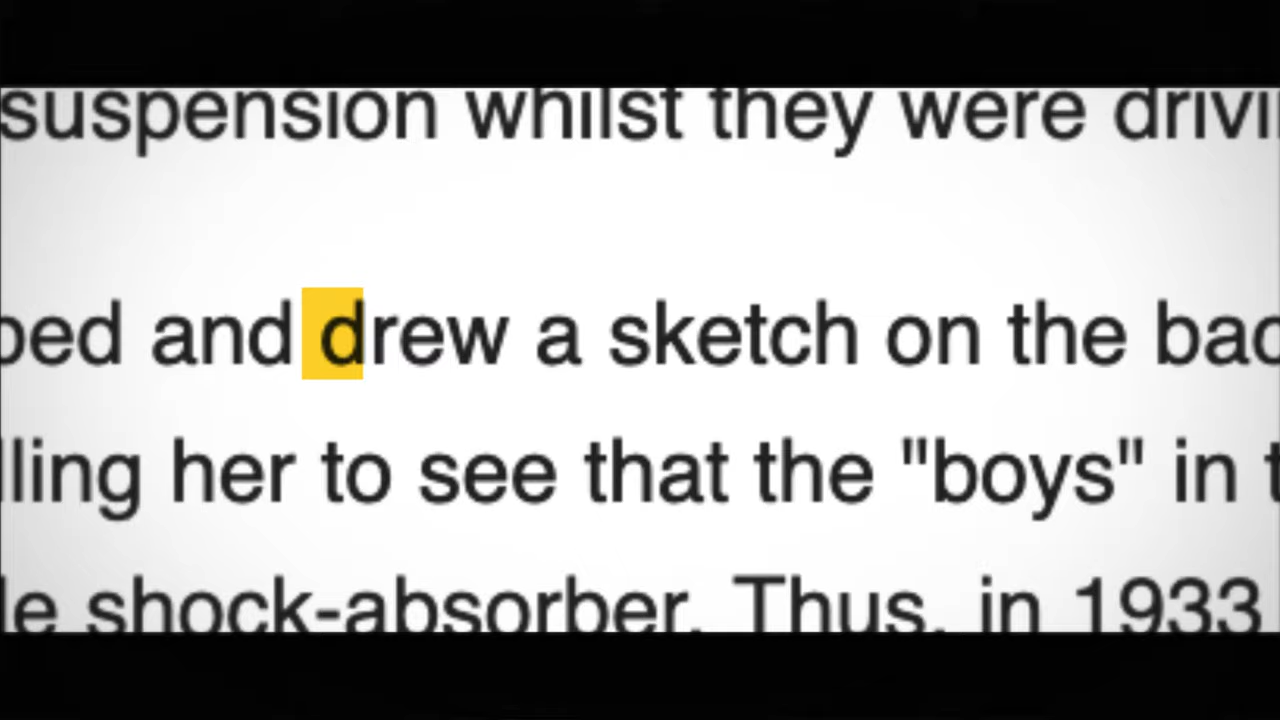 suspension whilst they were drivi
ped and drew a sketch on the bac
lling her to see that the "boys" in t
le shock-absorber. Thus, in 1933